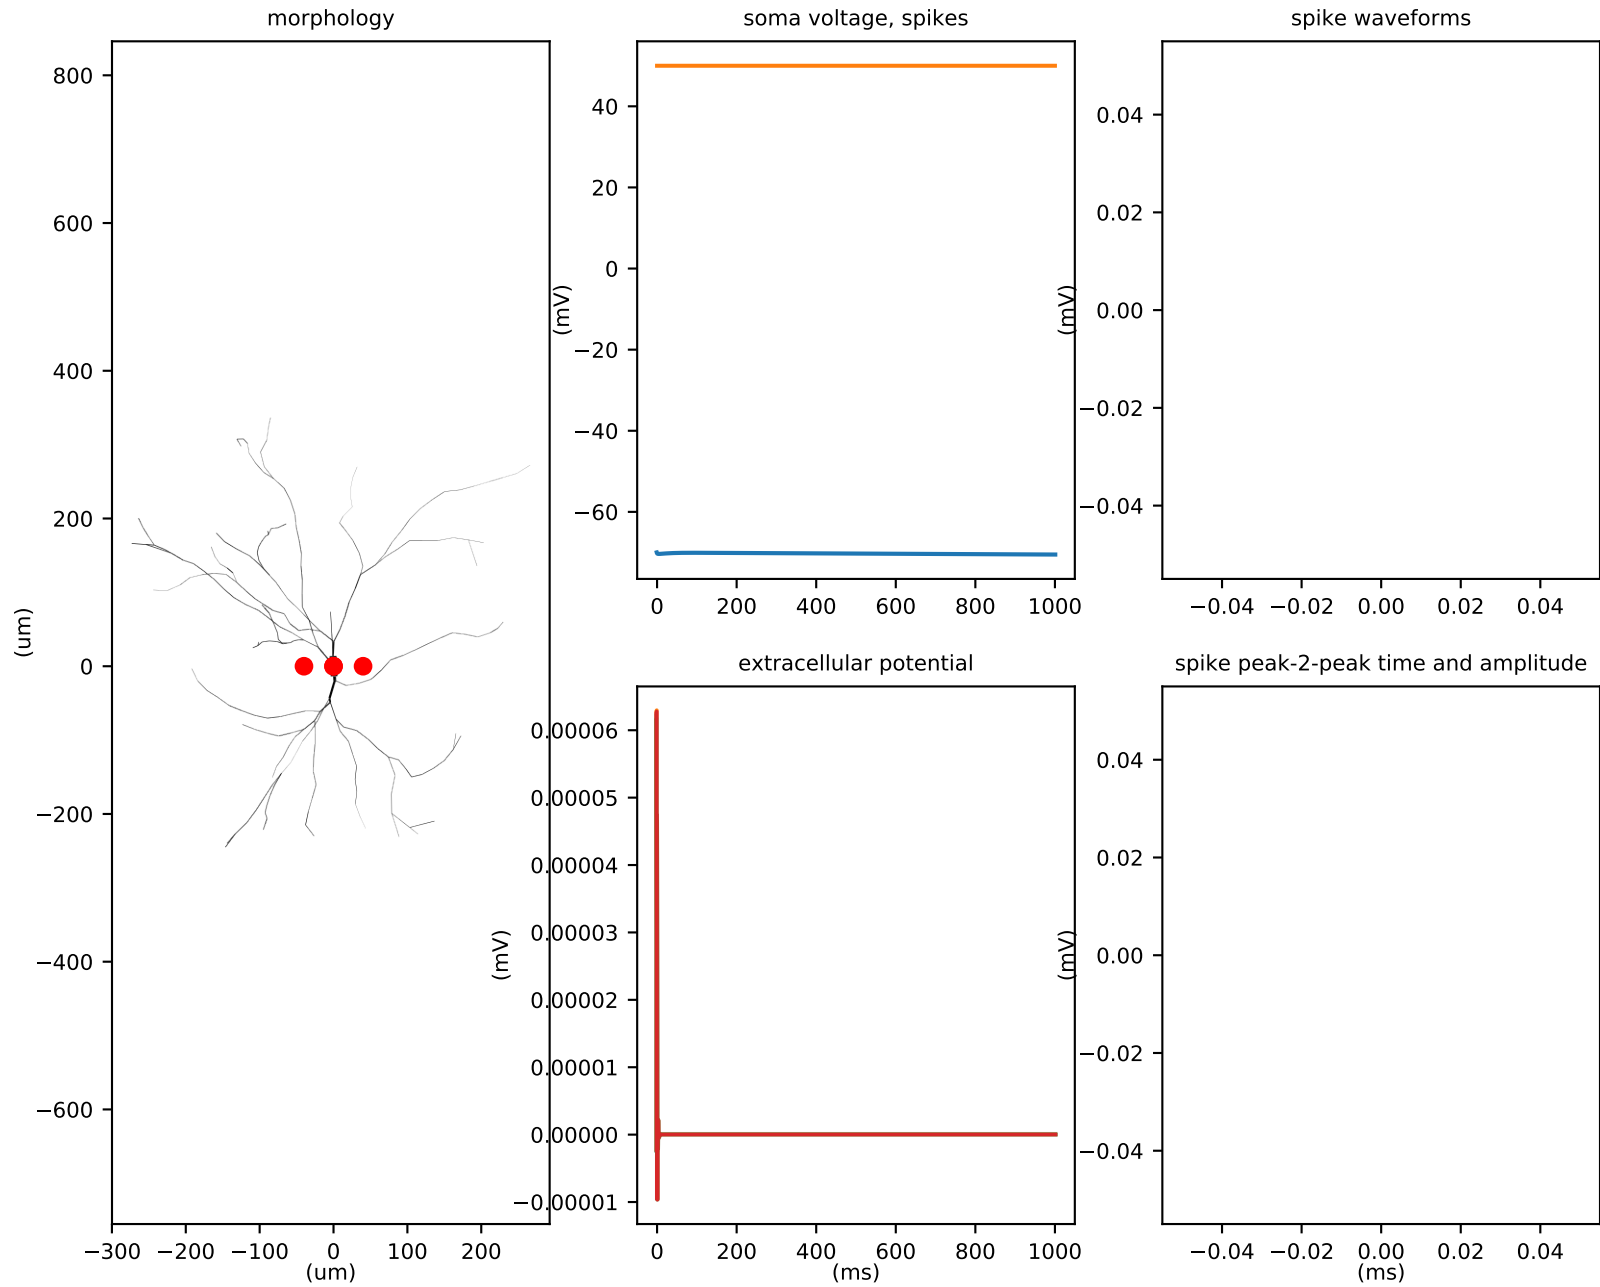 morphology
800
600
400
200
0
−200
−400
−600
(um)
−300 −200 −100 0 100 200
(um)
soma voltage, spikes
40
20
0
−20
−40
−60
(mV)
0 200 400 600 800 1000
spike waveforms
0.04
0.02
0.00
−0.02
−0.04
(mV)
−0.04 −0.02 0.00 0.02 0.04
extracellular potential
0.00006
0.00005
0.00004
0.00003
0.00002
0.00001
0.00000
−0.00001
(mV)
0 200 400 600 800 1000
(ms)
spike peak-2-peak time and amplitude
0.04
0.02
0.00
−0.02
−0.04
(mV)
−0.04 −0.02 0.00 0.02 0.04
(ms)